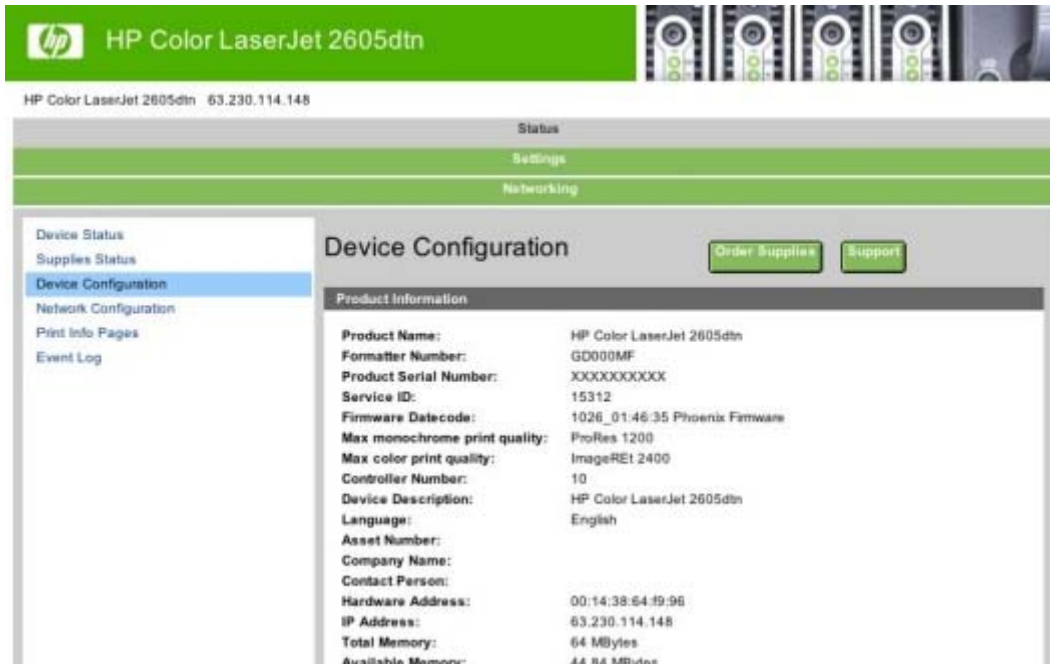 hp HP Color LaserJet 2605dtn
HP Color LaserJet 2605dtn 63.230.114.148
Status
Settings
Networking
Device Status
Supplies Status
Device Configuration
Network Configuration
Print Info Pages
Event Log
Device Configuration
Order Supplies
Support
Product Information
Product Name: HP Color LaserJet 2605dtn
Formatter Number: GD000MF
Product Serial Number: XXXXXXXXXX
Service ID: 15312
Firmware Datecode: 1026_01:46:35 Phoenix Firmware
Max monochrome print quality: ProRes 1200
Max color print quality: ImageREt 2400
Controller Number: 10
Device Description: HP Color LaserJet 2605dtn
Language: English
Asset Number:
Company Name:
Contact Person:
Hardware Address: 00:14:38:64:f9:96
IP Address: 63.230.114.148
Total Memory: 64 MBytes
Available Memory: 44.84 MBytes